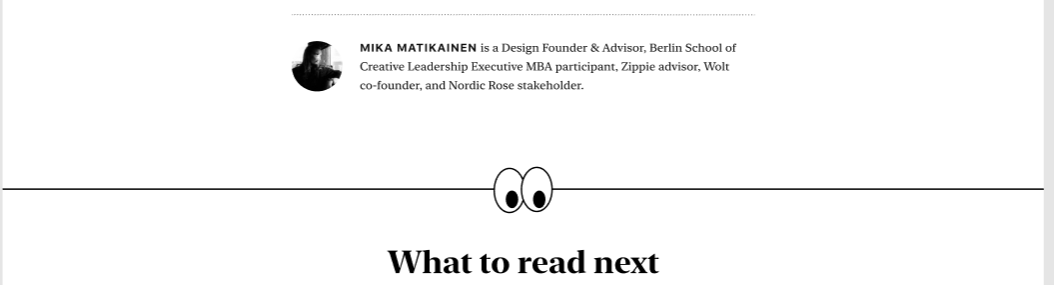 MIKA MATIKAINEN is a Design Founder & Advisor, Berlin School of
Creative Leadership Executive MBA participant, Zippie advisor, Wolt
co-founder, and Nordic Rose stakeholder.
What to read next